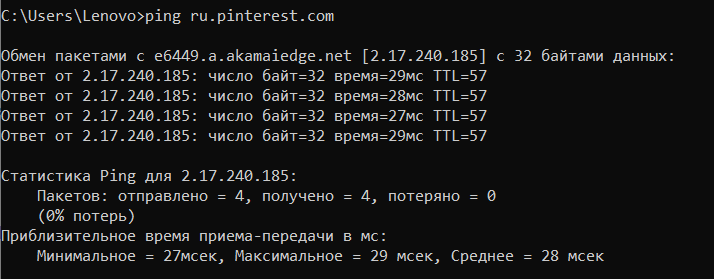 C:\Users\Lenovo>ping ru.pinterest.com
Обмен пакетами с e6449.a.akamaiedge.net [2.17.240.185] с 32 байтами данных:
Ответ от 2.17.240.185: число байт=32 время=29мс TTL=57
Ответ от 2.17.240.185: число байт=32 время=28мс TTL=57
Ответ от 2.17.240.185: число байт=32 время=27мс TTL=57
Ответ от 2.17.240.185: число байт=32 время=29мс TTL=57
Статистика Ping для 2.17.240.185:
Пакетов: отправлено = 4, получено = 4, потеряно = 0
(0% потерь)
Приблизительное время приема-передачи в мс:
Минимальное = 27мсек, Максимальное = 29 мсек, Среднее = 28 мсек